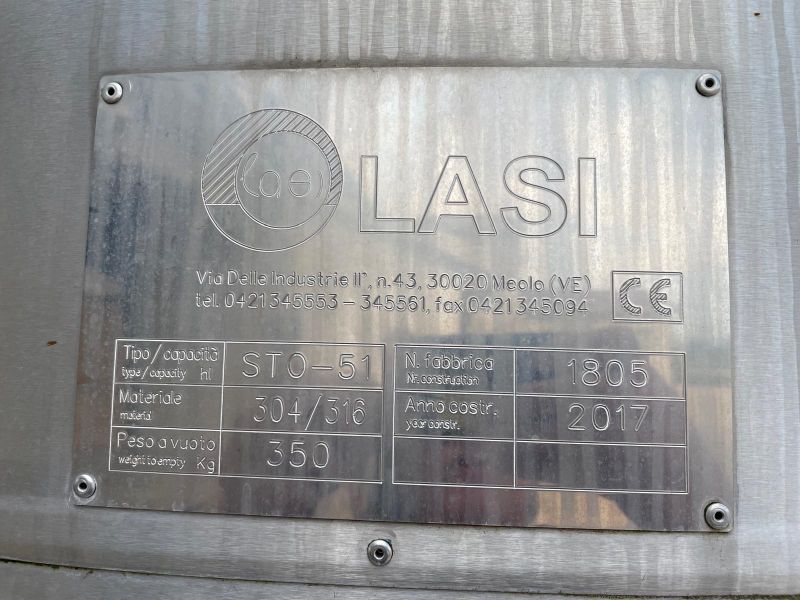 Lasi LASI
Via Delle Industrie II°, n.43, 30020 Meolo (VE)
tel. 0421345553 – 345561, fax 0421345094
CE
Tipo/capacità
type/capacity hl
STO-51
Materiale
material
304/316
Peso a vuoto
weight to empty Kg
350
N. fabbrica
Nr. construction
1805
Anno costr.
year constr.
2017